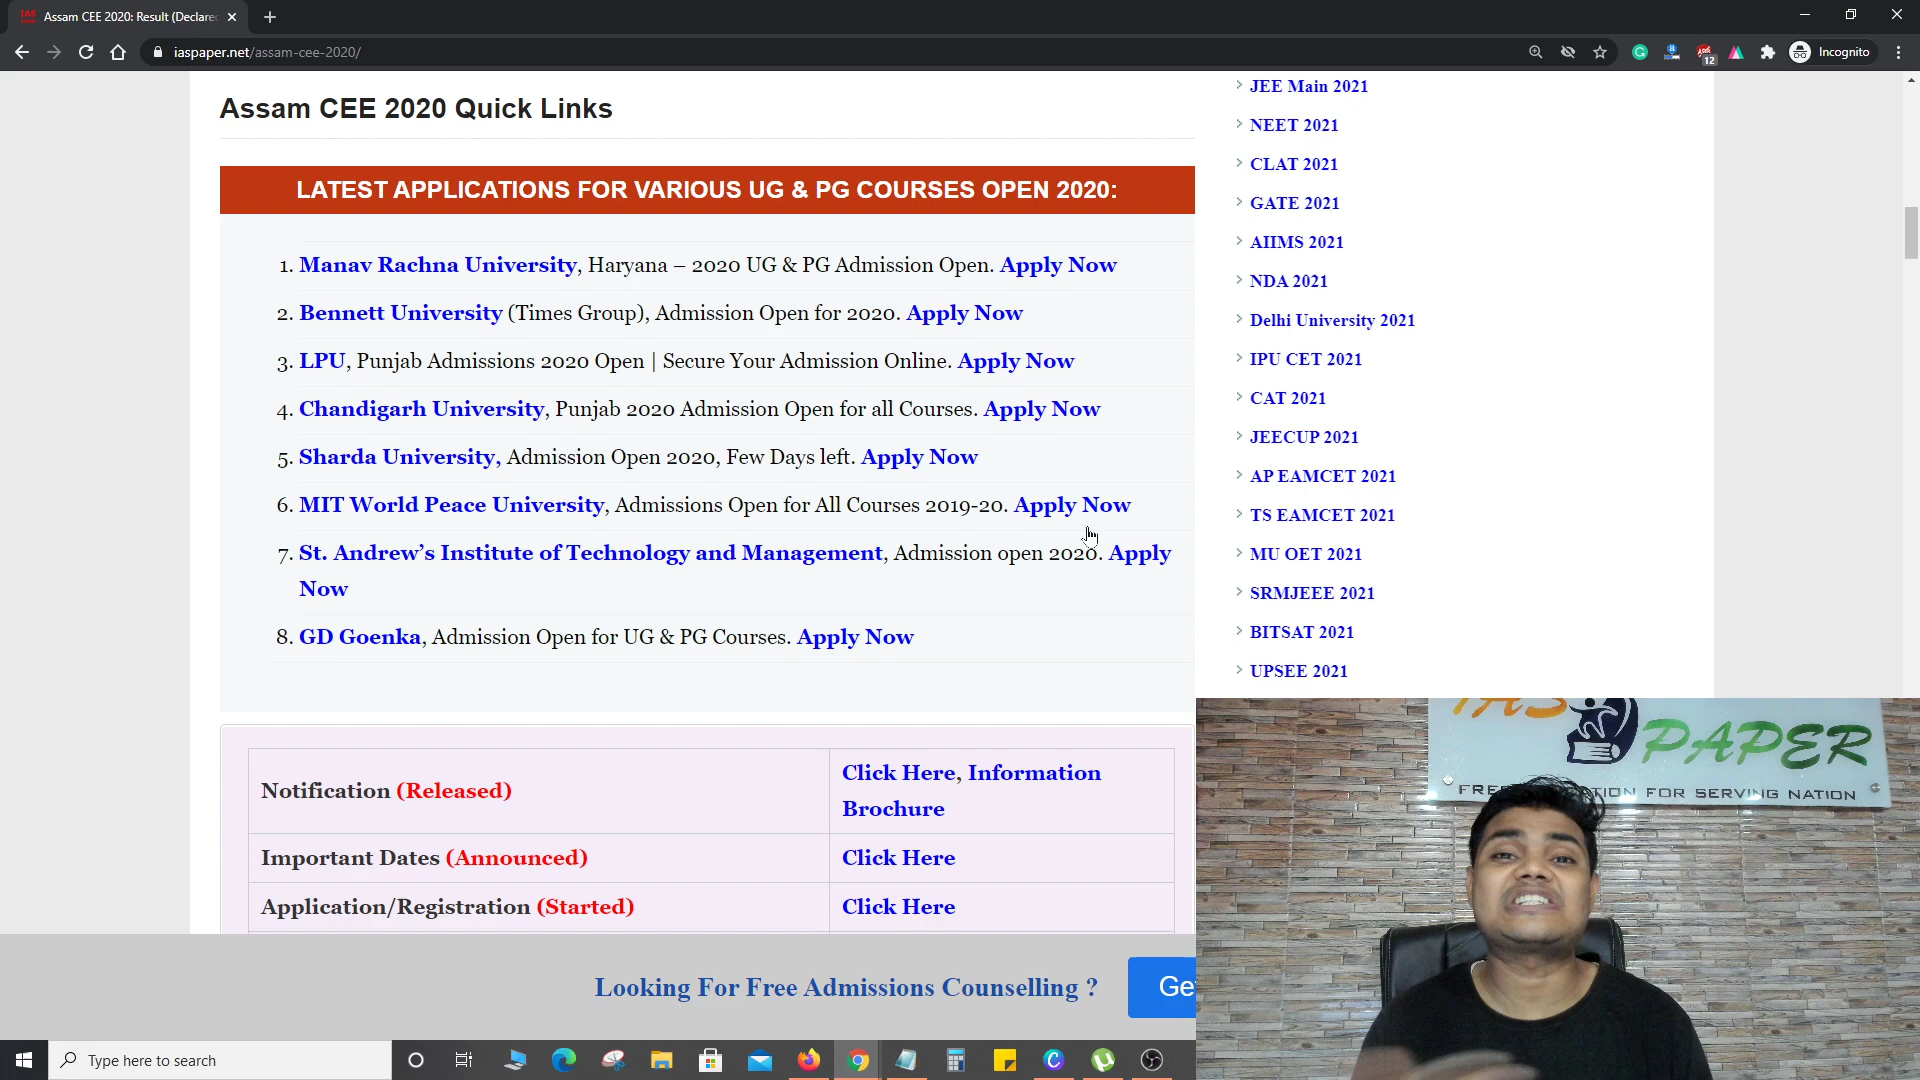 Assam CEE 2020: Result (Declared
iaspaper.net/assam-cee-2020/
12
Incognito
Assam CEE 2020 Quick Links
LATEST APPLICATIONS FOR VARIOUS UG & PG COURSES OPEN 2020:
1. Manav Rachna University, Haryana – 2020 UG & PG Admission Open. Apply Now
2. Bennett University (Times Group), Admission Open for 2020. Apply Now
3. LPU, Punjab Admissions 2020 Open | Secure Your Admission Online. Apply Now
4. Chandigarh University, Punjab 2020 Admission Open for all Courses. Apply Now
5. Sharda University, Admission Open 2020, Few Days left. Apply Now
6. MIT World Peace University, Admissions Open for All Courses 2019-20. Apply Now
7. St. Andrew’s Institute of Technology and Management, Admission open 2020. Apply
Now
8. GD Goenka, Admission Open for UG & PG Courses. Apply Now
Notification (Released)
Click Here, Information
Brochure
Important Dates (Announced)
Click Here
Application/Registration (Started)
Click Here
Looking For Free Admissions Counselling ?
Ge
JEE Main 2021
NEET 2021
CLAT 2021
GATE 2021
AIIMS 2021
NDA 2021
Delhi University 2021
IPU CET 2021
CAT 2021
JEECUP 2021
AP EAMCET 2021
TS EAMCET 2021
MU OET 2021
SRMJEEE 2021
BITSAT 2021
UPSEE 2021
IAS PAPER
FOR SERVING NATION
Type here to search